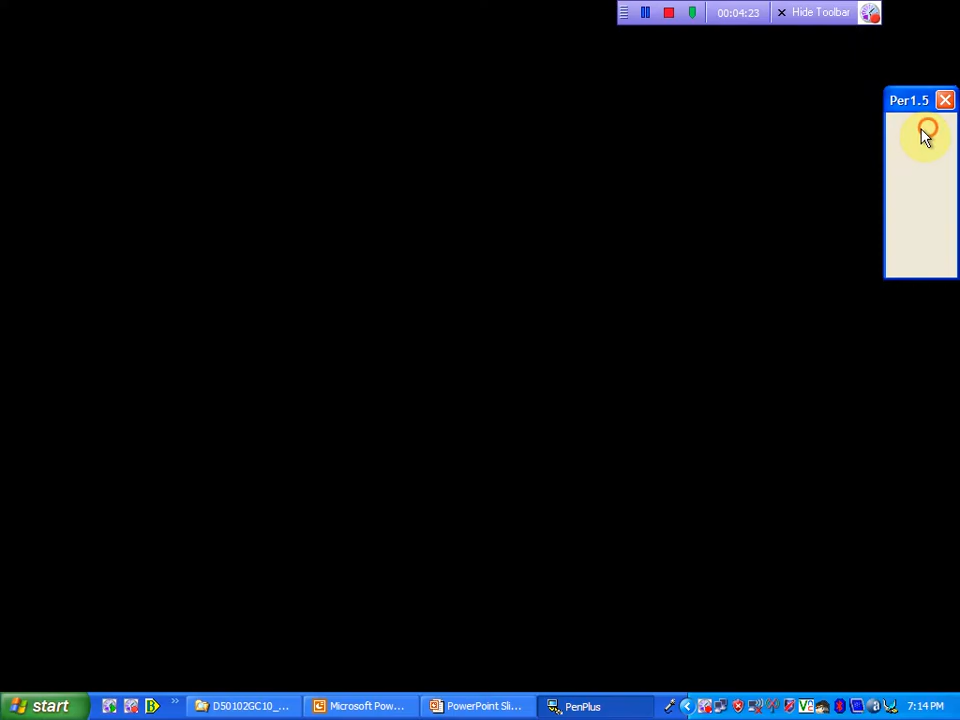 00:04:23 Hide Toolbar
Per1.5
start
D50102GC10_...
Microsoft Pow...
PowerPoint Sli...
PenPlus
7:14 PM